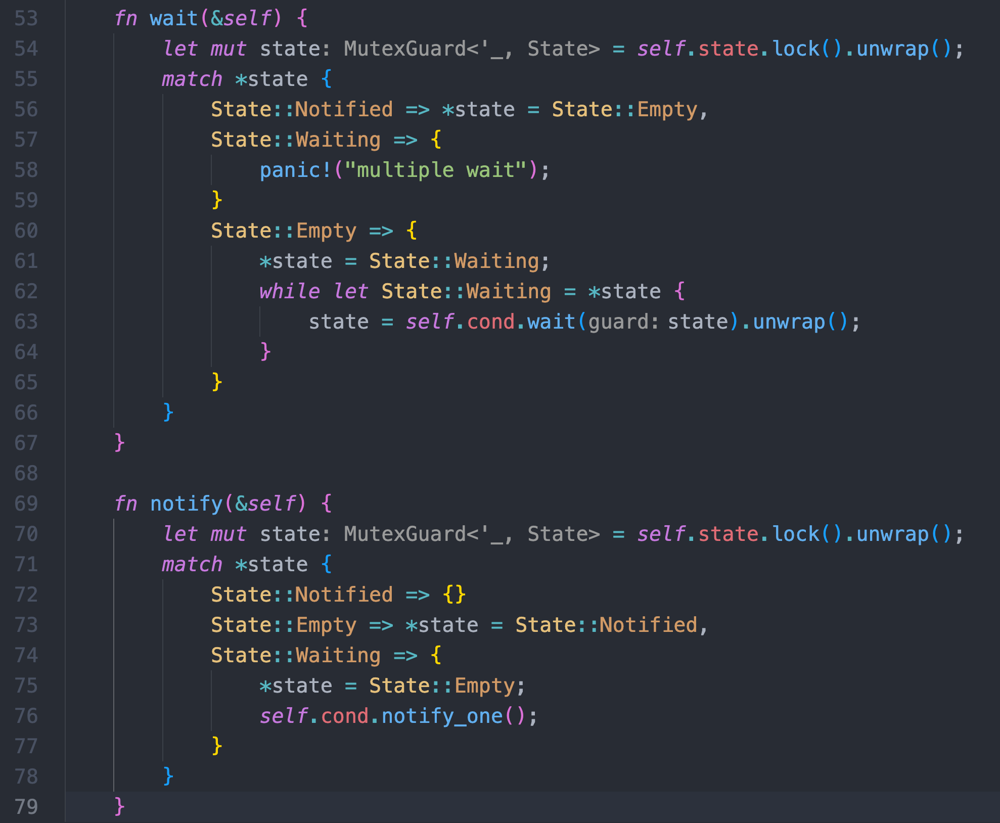 53 fn wait(&self) {
54 let mut state: MutexGuard<'_, State> = self.state.lock().unwrap();
55 match *state {
56 State::Notified => *state = State::Empty,
57 State::Waiting => {
58 panic!("multiple wait");
59 }
60 State::Empty => {
61 *state = State::Waiting;
62 while let State::Waiting = *state {
63 state = self.cond.wait(guard: state).unwrap();
64 }
65 }
66 }
67 }
68
69 fn notify(&self) {
70 let mut state: MutexGuard<'_, State> = self.state.lock().unwrap();
71 match *state {
72 State::Notified => {}
73 State::Empty => *state = State::Notified,
74 State::Waiting => {
75 *state = State::Empty;
76 self.cond.notify_one();
77 }
78 }
79 }